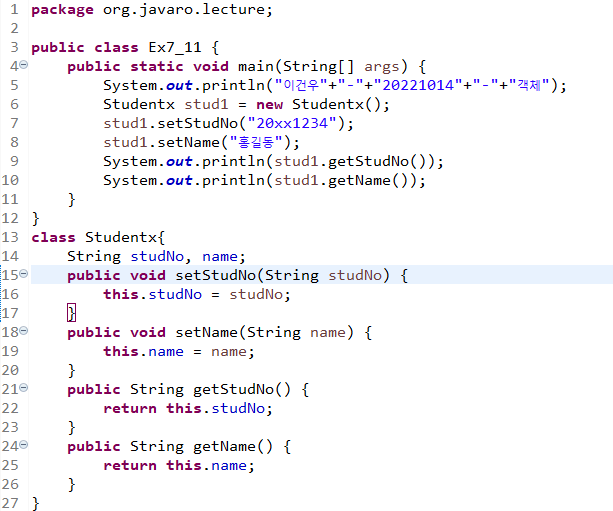 1 package org.javaro.lecture;
2
3 public class Ex7_11 {
4     public static void main(String[] args) {
5         System.out.println("이건우"+"-"+"20221014"+"-"+"객체");
6         Studentx stud1 = new Studentx();
7         stud1.setStudNo("20xx1234");
8         stud1.setName("홍길동");
9         System.out.println(stud1.getStudNo());
10         System.out.println(stud1.getName());
11     }
12 }
13 class Studentx{
14     String studNo, name;
15     public void setStudNo(String studNo) {
16         this.studNo = studNo;
17     }
18     public void setName(String name) {
19         this.name = name;
20     }
21     public String getStudNo() {
22         return this.studNo;
23     }
24     public String getName() {
25         return this.name;
26     }
27 }